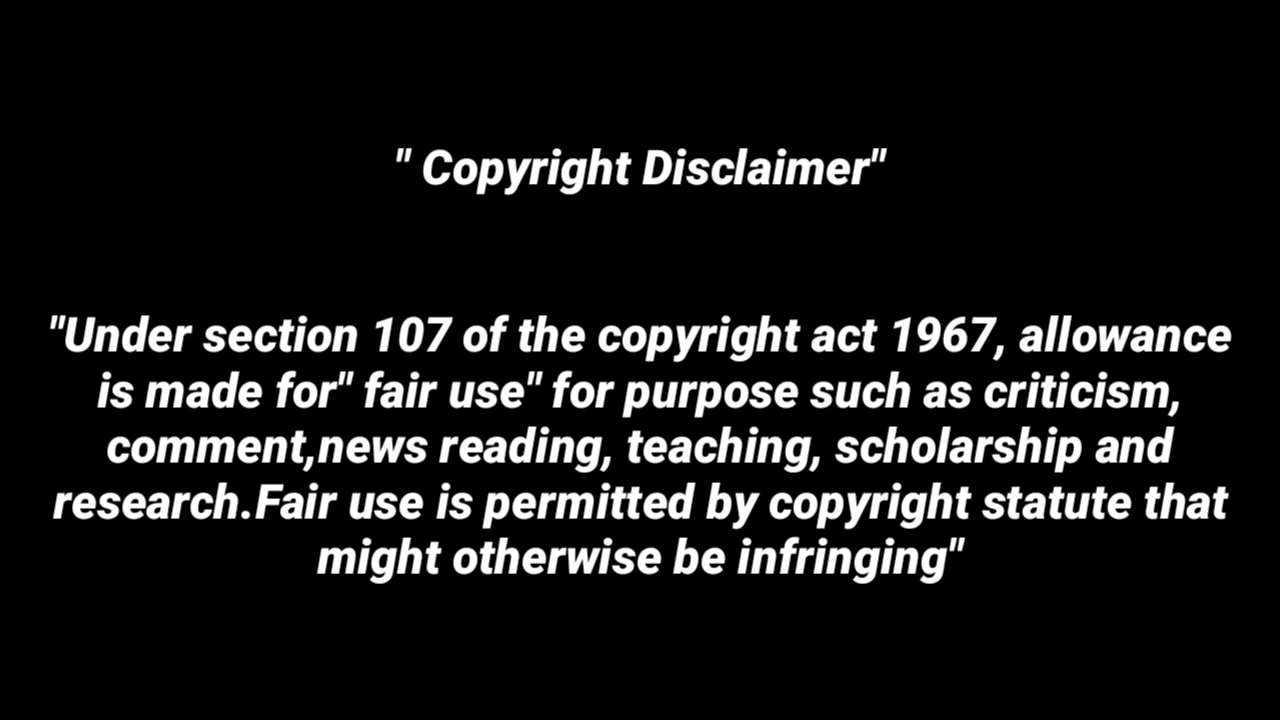 " Copyright Disclaimer"
"Under section 107 of the copyright act 1967, allowance
is made for" fair use" for purpose such as criticism,
comment,news reading, teaching, scholarship and
research.Fair use is permitted by copyright statute that
might otherwise be infringing"